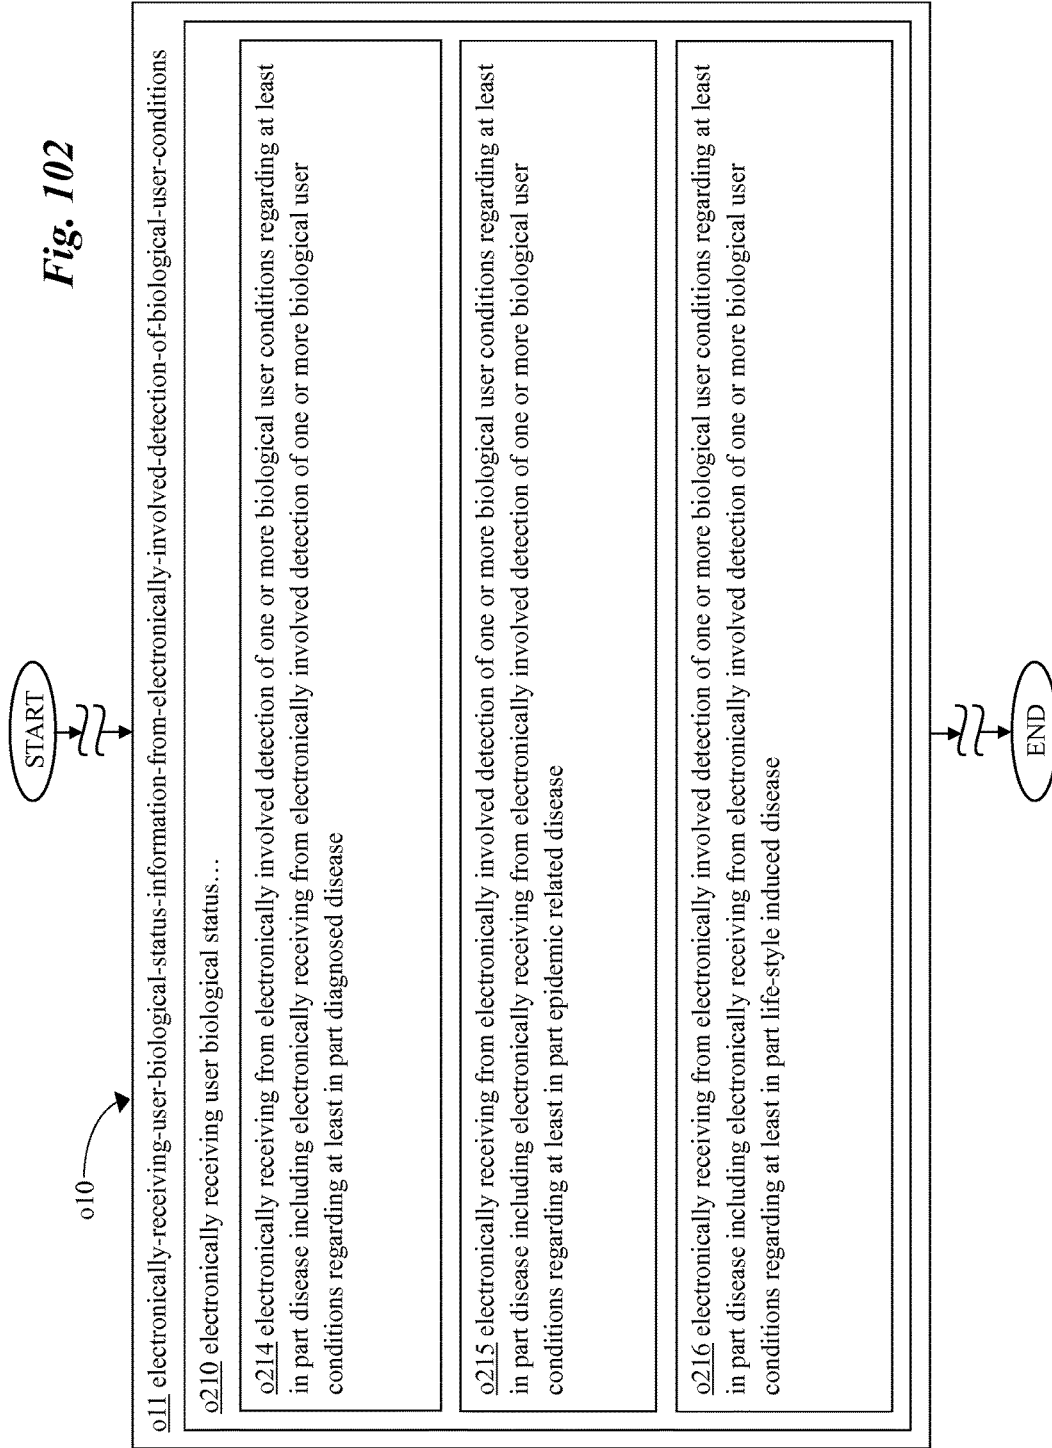 Fig. 102
START
o10
o11 electronically-receiving-user-biological-status-information-from-electronically-involved-detection-of-biological-user-conditions
o210 electronically receiving user biological status…
o214 electronically receiving from electronically involved detection of one or more biological user conditions regarding at least
in part disease including electronically receiving from electronically involved detection of one or more biological user
conditions regarding at least in part diagnosed disease
o215 electronically receiving from electronically involved detection of one or more biological user conditions regarding at least
in part disease including electronically receiving from electronically involved detection of one or more biological user
conditions regarding at least in part epidemic related disease
o216 electronically receiving from electronically involved detection of one or more biological user conditions regarding at least
in part disease including electronically receiving from electronically involved detection of one or more biological user
conditions regarding at least in part life-style induced disease
END